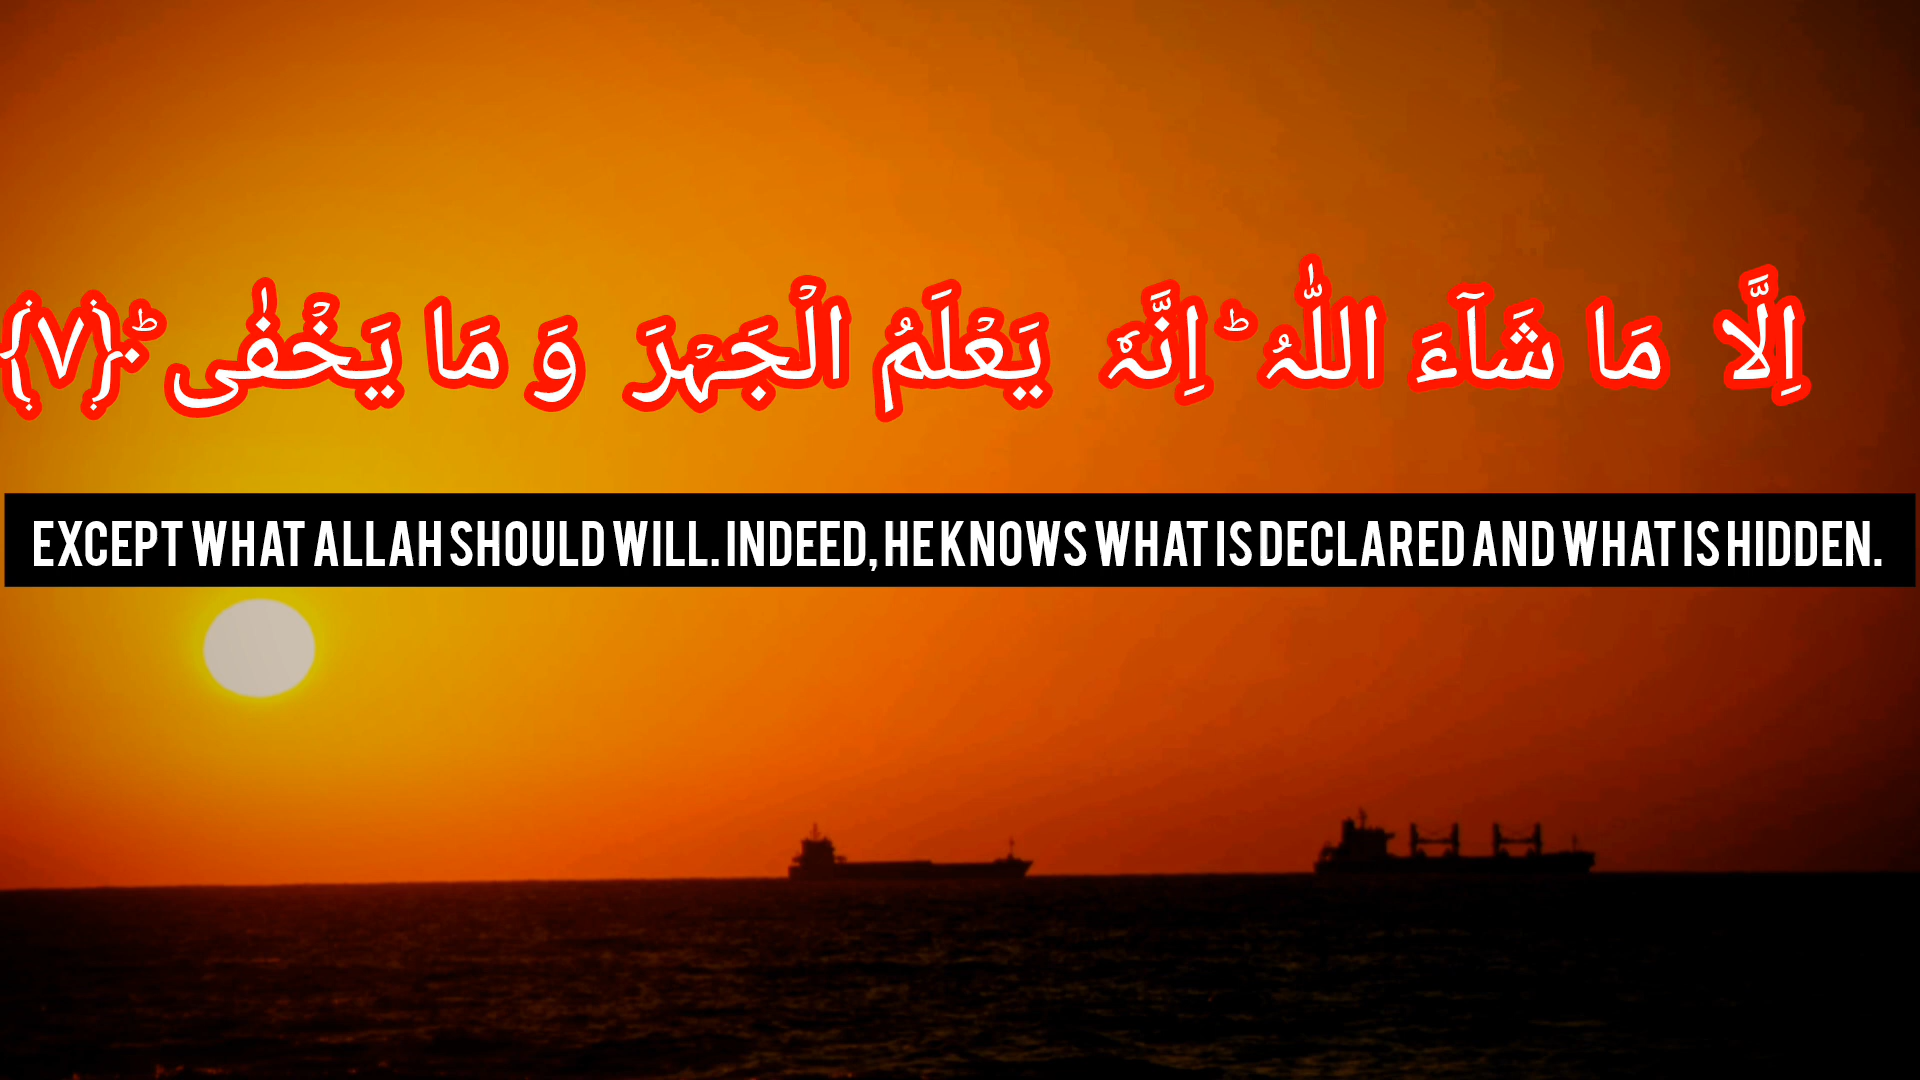 اِلَّا مَا شَآءَ اللّٰہُ ؕ اِنَّہٗ یَعۡلَمُ الۡجَہۡرَ وَ مَا یَخۡفٰی ؕ﴿۷﴾
EXCEPT WHAT ALLAH SHOULD WILL. INDEED, HE KNOWS WHAT IS DECLARED AND WHAT IS HIDDEN.